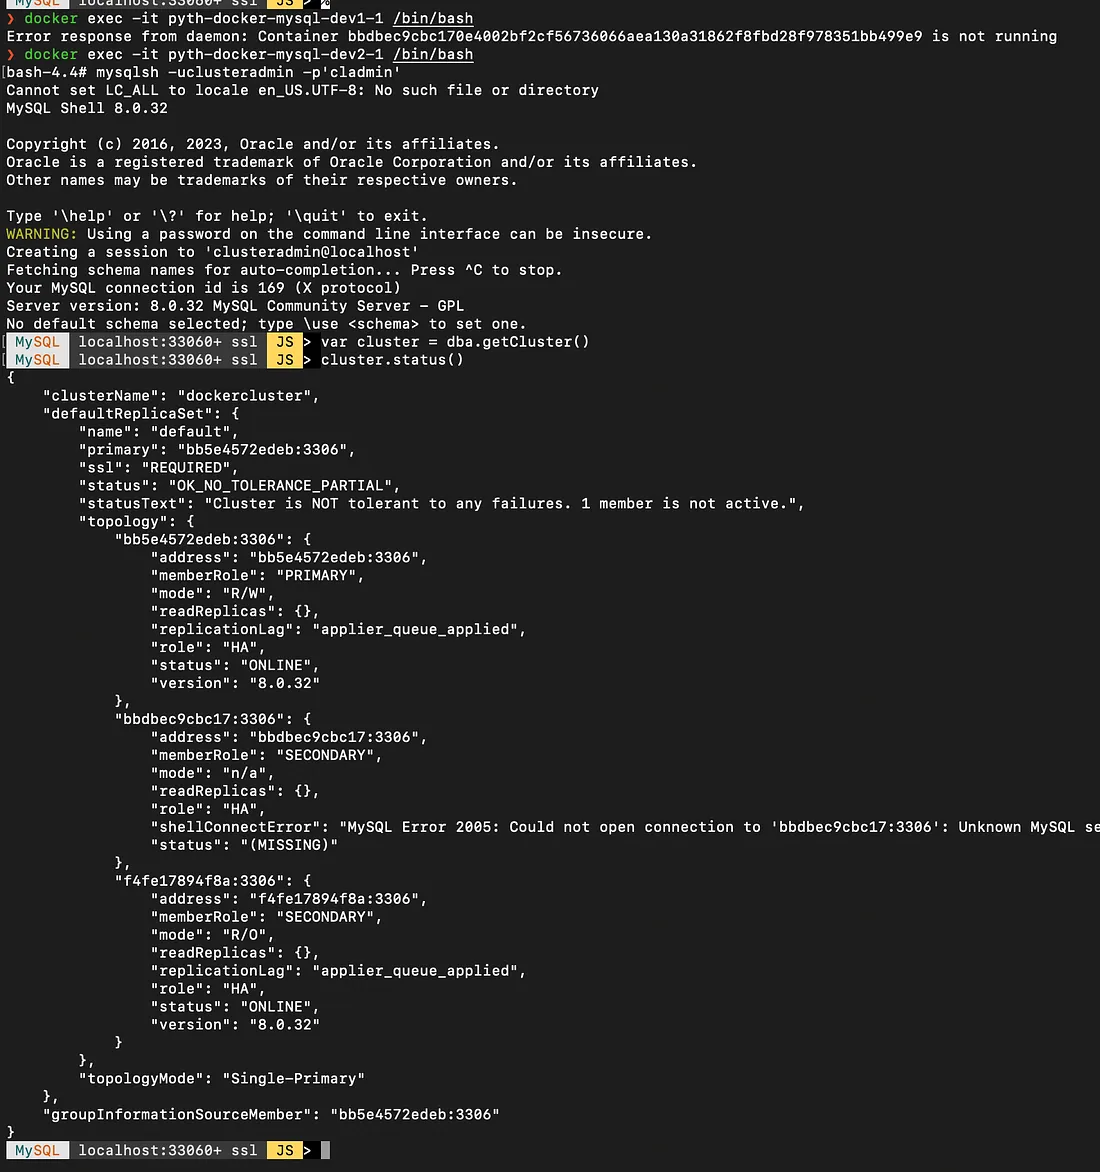 MySQL localhost:33060+ ssl JS > %
❯ docker exec -it pyth-docker-mysql-dev1-1 /bin/bash
Error response from daemon: Container bbdbec9cbc170e4002bf2cf56736066aea130a31862f8fbd28f978351bb499e9 is not running
❯ docker exec -it pyth-docker-mysql-dev2-1 /bin/bash
[bash-4.4# mysqlsh -uclusteradmin -p'cladmin'
Cannot set LC_ALL to locale en_US.UTF-8: No such file or directory
MySQL Shell 8.0.32
Copyright (c) 2016, 2023, Oracle and/or its affiliates.
Oracle is a registered trademark of Oracle Corporation and/or its affiliates.
Other names may be trademarks of their respective owners.
Type '\help' or '\?' for help; '\quit' to exit.
WARNING: Using a password on the command line interface can be insecure.
Creating a session to 'clusteradmin@localhost'
Fetching schema names for auto-completion... Press ^C to stop.
Your MySQL connection id is 169 (X protocol)
Server version: 8.0.32 MySQL Community Server - GPL
No default schema selected; type \use <schema> to set one.
[ MySQL localhost:33060+ ssl JS > var cluster = dba.getCluster()
[ MySQL localhost:33060+ ssl JS > cluster.status()
{
    "clusterName": "dockercluster",
    "defaultReplicaSet": {
        "name": "default",
        "primary": "bb5e4572edeb:3306",
        "ssl": "REQUIRED",
        "status": "OK_NO_TOLERANCE_PARTIAL",
        "statusText": "Cluster is NOT tolerant to any failures. 1 member is not active.",
        "topology": {
            "bb5e4572edeb:3306": {
                "address": "bb5e4572edeb:3306",
                "memberRole": "PRIMARY",
                "mode": "R/W",
                "readReplicas": {},
                "replicationLag": "applier_queue_applied",
                "role": "HA",
                "status": "ONLINE",
                "version": "8.0.32"
            },
            "bbdbec9cbc17:3306": {
                "address": "bbdbec9cbc17:3306",
                "memberRole": "SECONDARY",
                "mode": "n/a",
                "readReplicas": {},
                "role": "HA",
                "shellConnectError": "MySQL Error 2005: Could not open connection to 'bbdbec9cbc17:3306': Unknown MySQL se
                "status": "(MISSING)"
            },
            "f4fe17894f8a:3306": {
                "address": "f4fe17894f8a:3306",
                "memberRole": "SECONDARY",
                "mode": "R/O",
                "readReplicas": {},
                "replicationLag": "applier_queue_applied",
                "role": "HA",
                "status": "ONLINE",
                "version": "8.0.32"
            }
        },
        "topologyMode": "Single-Primary"
    },
    "groupInformationSourceMember": "bb5e4572edeb:3306"
}
MySQL localhost:33060+ ssl JS >